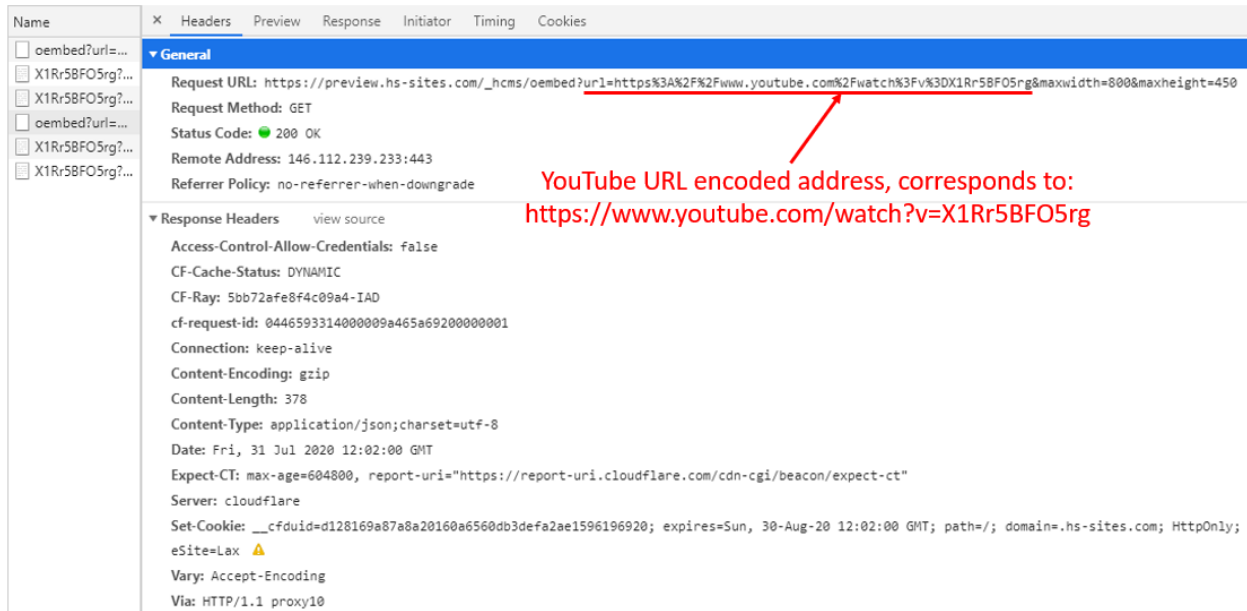 Name
× Headers Preview Response Initiator Timing Cookies
oembed?url=...
X1Rr5BFO5rg?...
X1Rr5BFO5rg?...
oembed?url=...
X1Rr5BFO5rg?...
X1Rr5BFO5rg?...
▼ General
Request URL: https://preview.hs-sites.com/_hcms/oembed?url=https%3A%2F%2Fwww.youtube.com%2Fwatch%3Fv%3DX1Rr5BFO5rg&maxwidth=800&maxheight=450
Request Method: GET
Status Code: 200 OK
Remote Address: 146.112.239.233:443
Referrer Policy: no-referrer-when-downgrade
YouTube URL encoded address, corresponds to:
https://www.youtube.com/watch?v=X1Rr5BFO5rg
▼ Response Headers view source
Access-Control-Allow-Credentials: false
CF-Cache-Status: DYNAMIC
CF-Ray: 5bb72afe8f4c09a4-IAD
cf-request-id: 0446593314000009a465a69200000001
Connection: keep-alive
Content-Encoding: gzip
Content-Length: 378
Content-Type: application/json;charset=utf-8
Date: Fri, 31 Jul 2020 12:02:00 GMT
Expect-CT: max-age=604800, report-uri="https://report-uri.cloudflare.com/cdn-cgi/beacon/expect-ct"
Server: cloudflare
Set-Cookie: __cfduid=d128169a87a8a20160a6560db3defa2ae1596196920; expires=Sun, 30-Aug-20 12:02:00 GMT; path=/; domain=.hs-sites.com; HttpOnly;
eSite=Lax
Vary: Accept-Encoding
Via: HTTP/1.1 proxy10